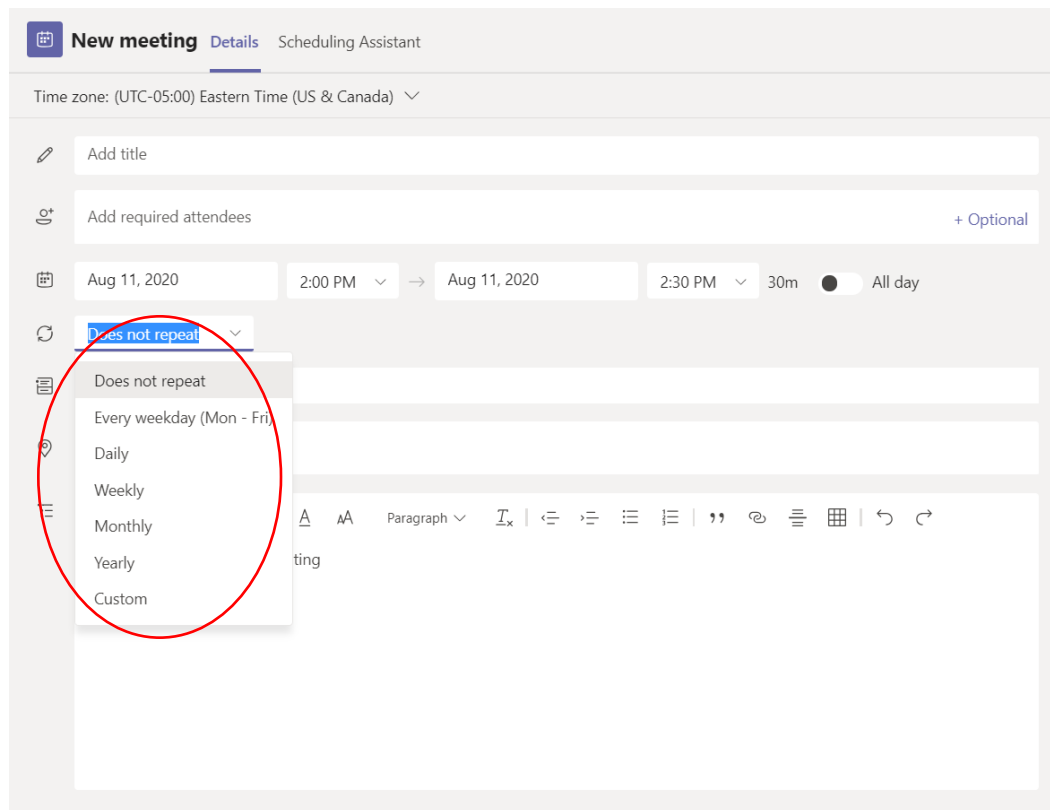 New meeting Details Scheduling Assistant
Time zone: (UTC-05:00) Eastern Time (US & Canada)
Add title
Add required attendees + Optional
Aug 11, 2020 2:00 PM → Aug 11, 2020 2:30 PM 30m All day
Does not repeat
Does not repeat
Every weekday (Mon - Fri)
Daily
Weekly
Monthly
Paragraph
Yearly
ting
Custom